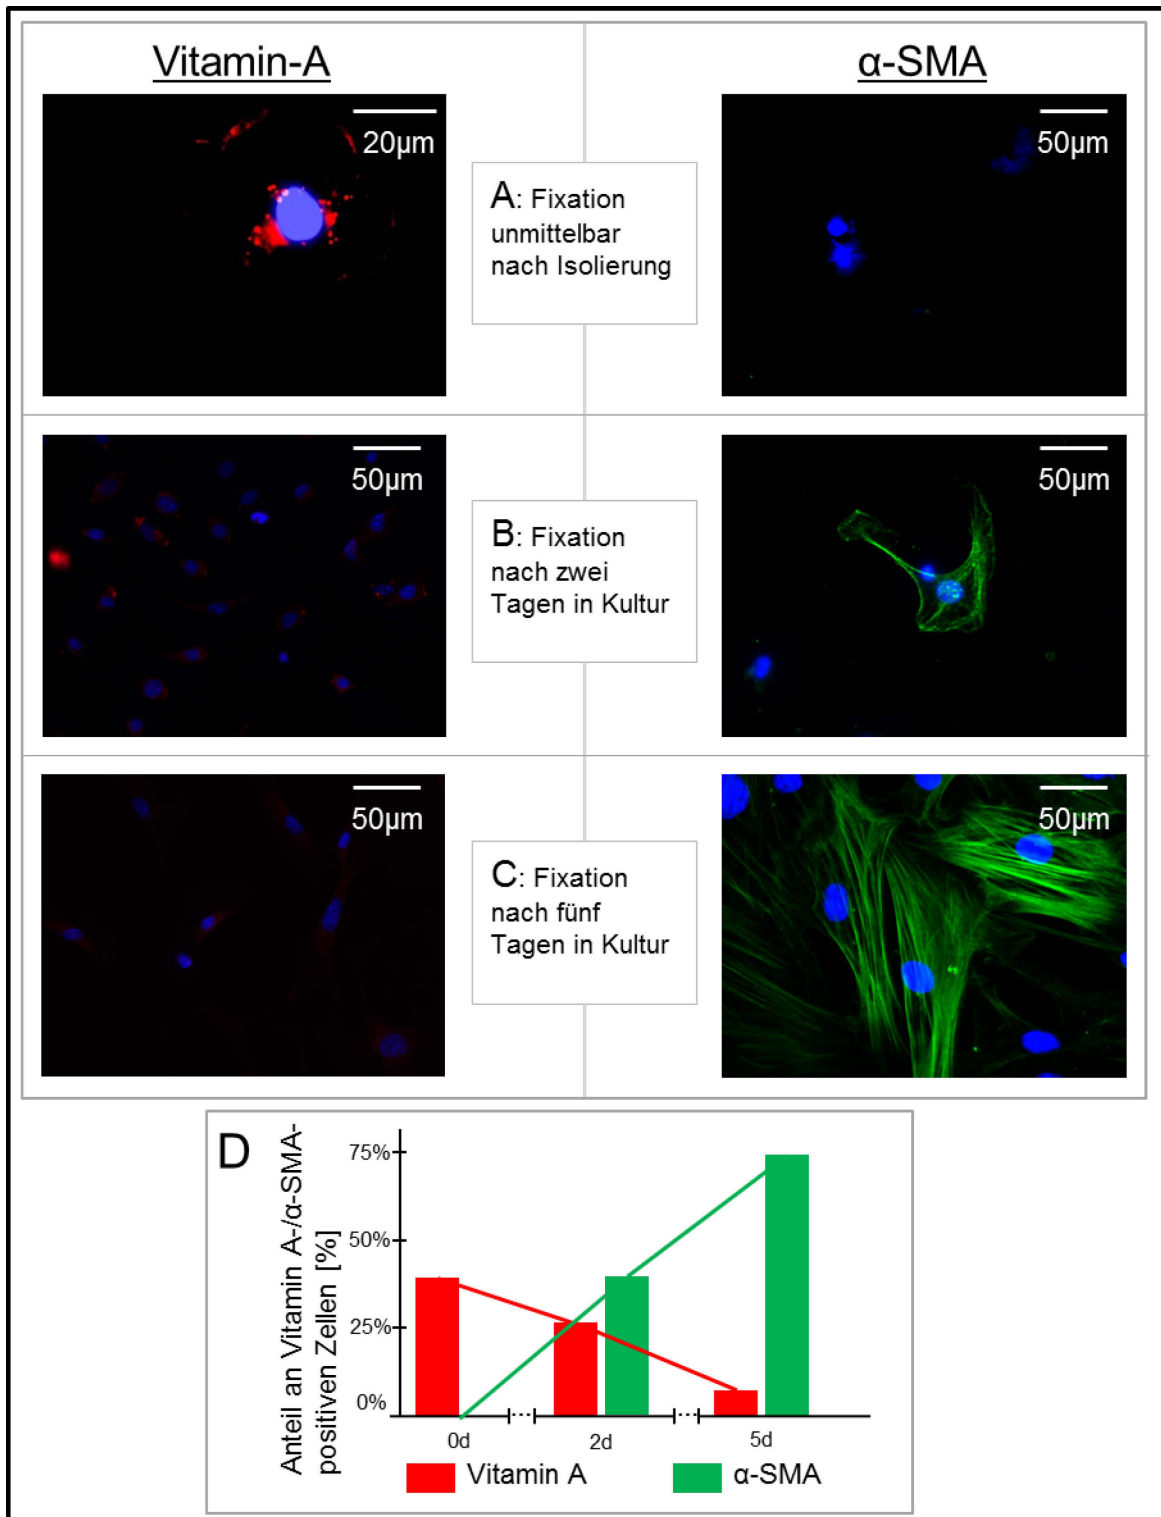 Vitamin-A
α-SMA
20µm
50µm
A: Fixation
unmittelbar
nach Isolierung
50µm
50µm
B: Fixation
nach zwei
Tagen in Kultur
50µm
50µm
C: Fixation
nach fünf
Tagen in Kultur
D
Anteil an Vitamin A-/α-SMA-
positiven Zellen [%]
75%
50%
25%
0%
0d
2d
5d
Vitamin A
α-SMA